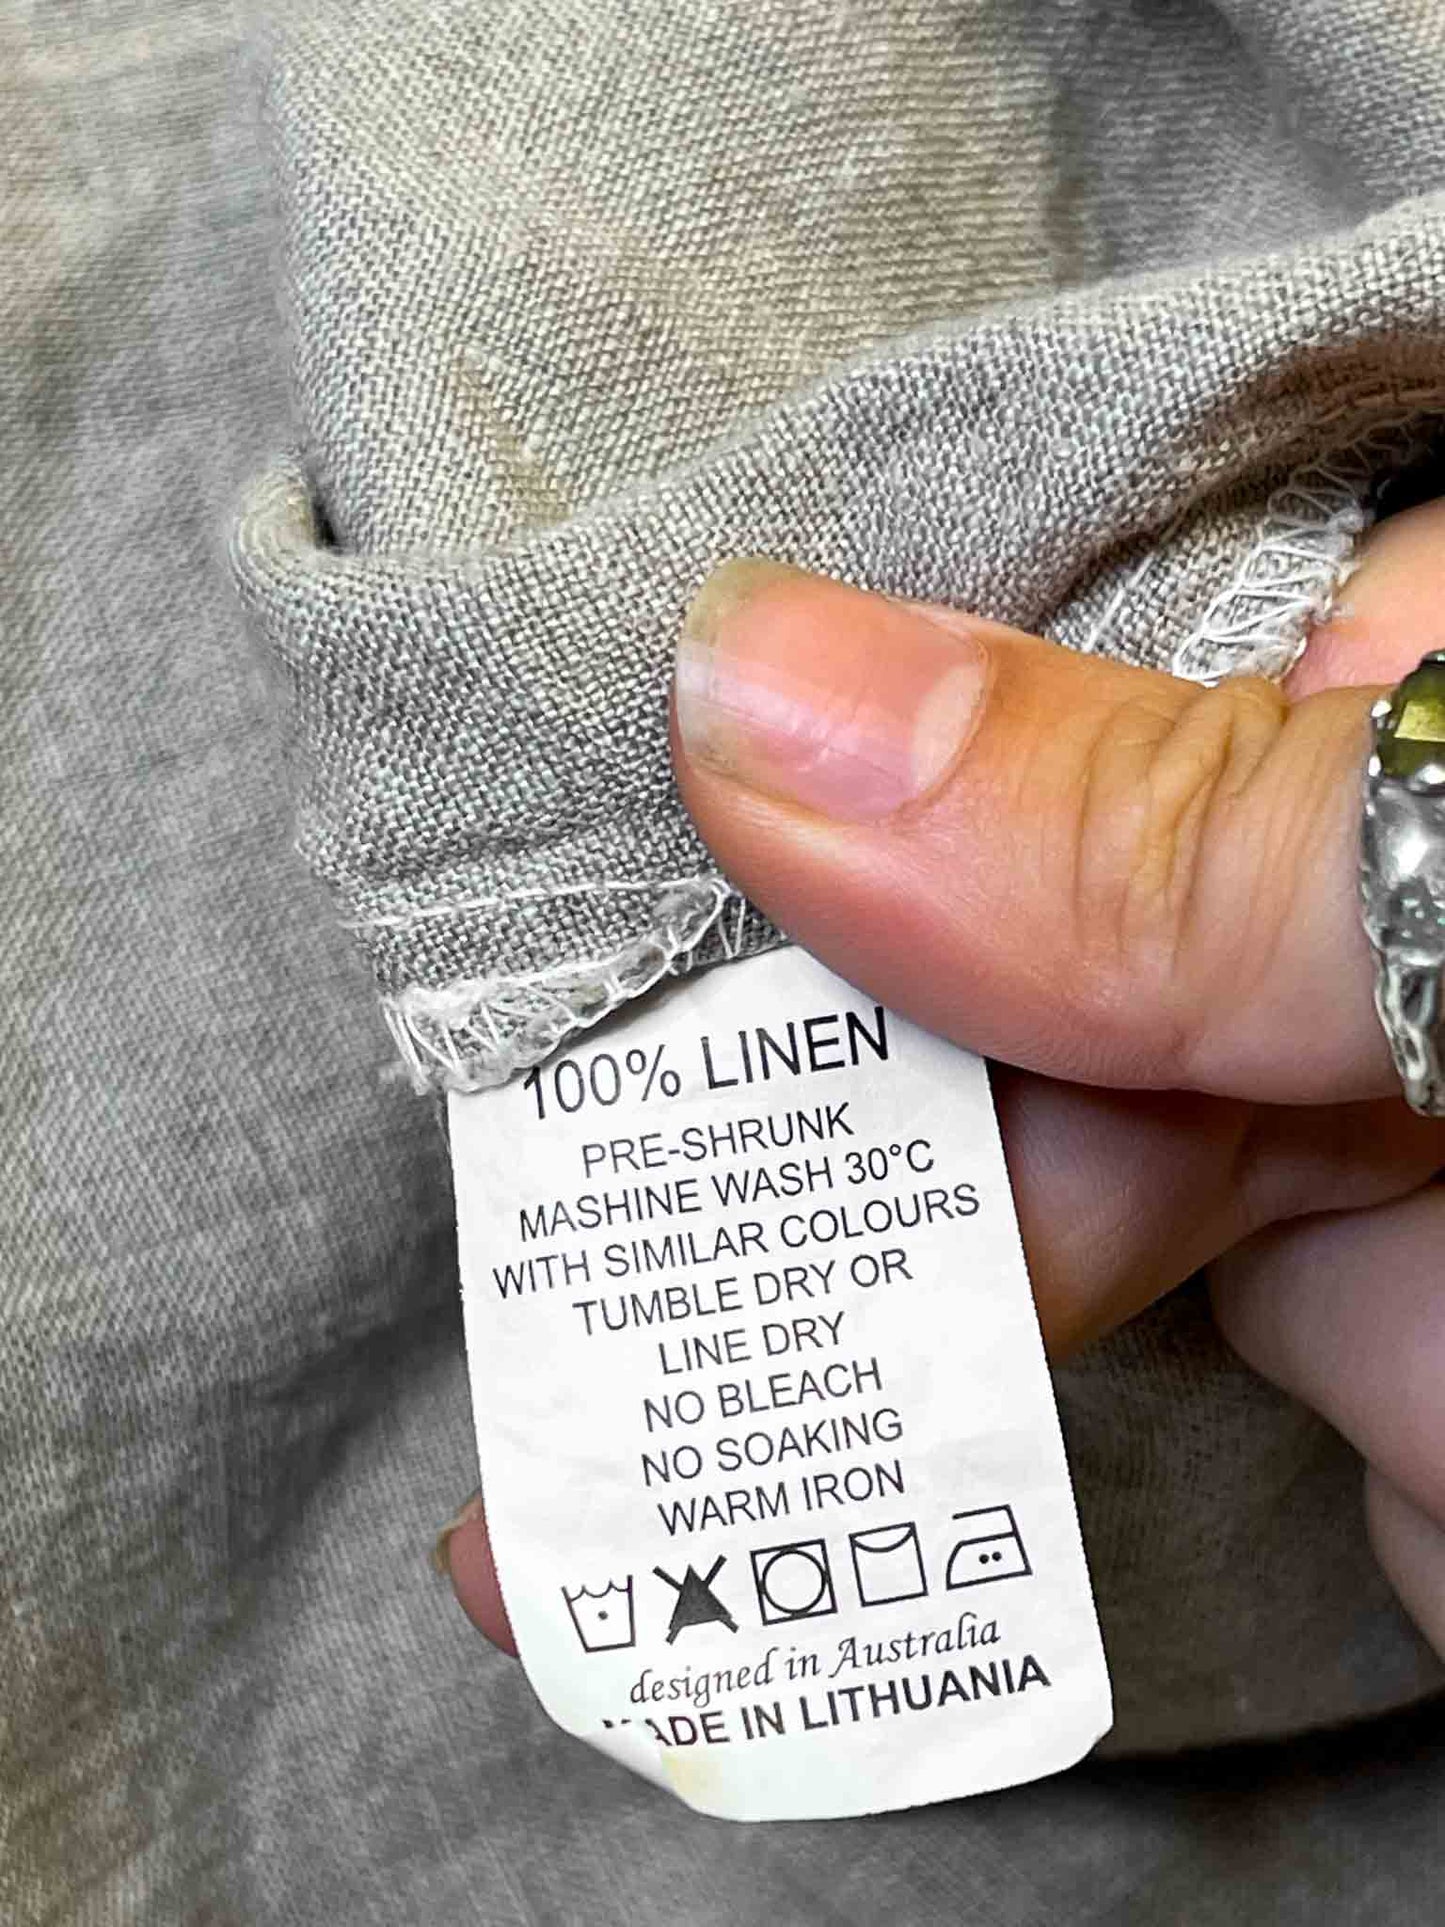 100% LINEN
PRE-SHRUNK
MASHINE WASH 30°C
WITH SIMILAR COLOURS
TUMBLE DRY OR
LINE DRY
NO BLEACH
NO SOAKING
WARM IRON
designed in Australia
MADE IN LITHUANIA